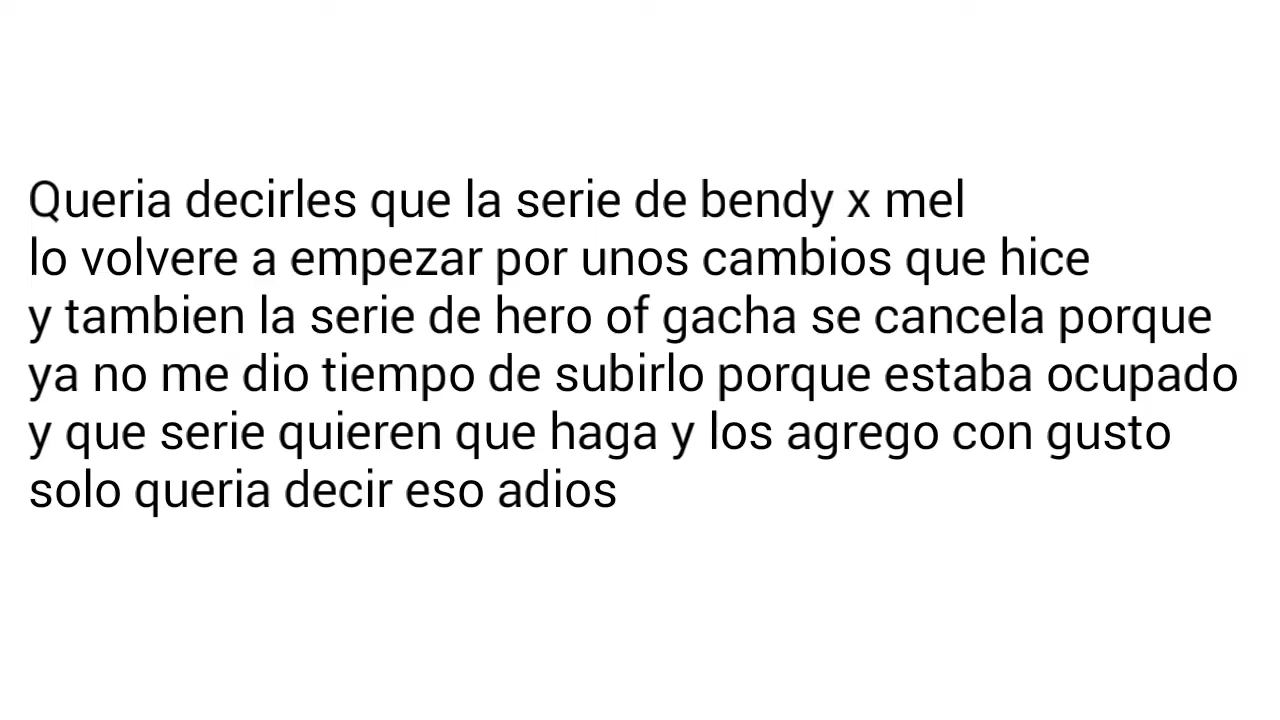 Queria decirles que la serie de bendy x mel
lo volvere a empezar por unos cambios que hice
y tambien la serie de hero of gacha se cancela porque
ya no me dio tiempo de subirlo porque estaba ocupado
y que serie quieren que haga y los agrego con gusto
solo queria decir eso adios